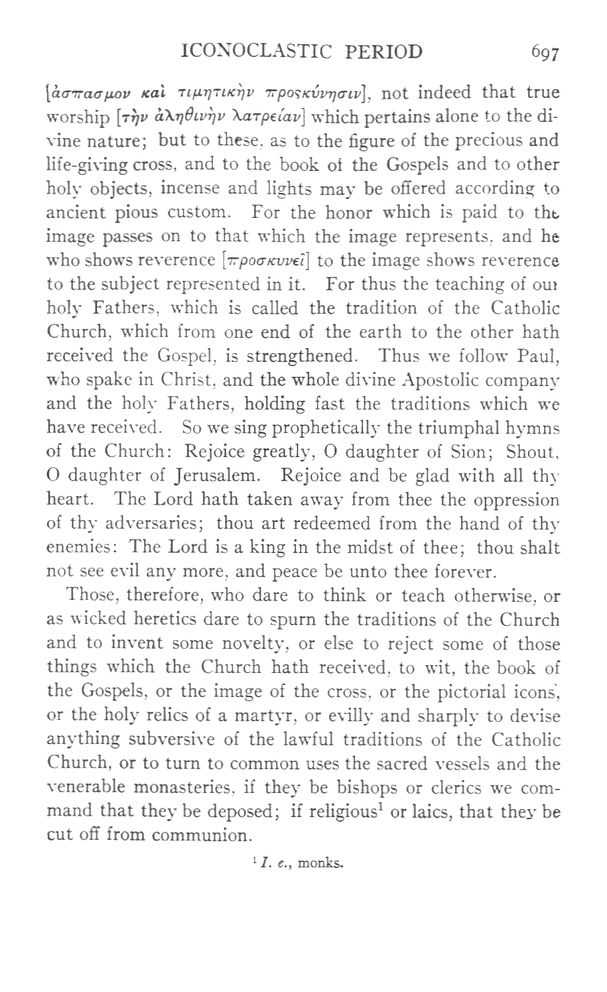 ICONOCLASTIC PERIOD 697
[ἀσπασμον καὶ τιμητικὴν προςκύνησιν], not indeed that true
worship [τὴν ἀληθινὴν λατρείαν] which pertains alone to the di-
vine nature; but to these, as to the figure of the precious and
life-giving cross, and to the book of the Gospels and to other
holy objects, incense and lights may be offered according to
ancient pious custom. For the honor which is paid to the
image passes on to that which the image represents, and he
who shows reverence [προσκυνεῖ] to the image shows reverence
to the subject represented in it. For thus the teaching of our
holy Fathers, which is called the tradition of the Catholic
Church, which from one end of the earth to the other hath
received the Gospel, is strengthened. Thus we follow Paul,
who spake in Christ, and the whole divine Apostolic company
and the holy Fathers, holding fast the traditions which we
have received. So we sing prophetically the triumphal hymns
of the Church: Rejoice greatly, O daughter of Sion; Shout,
O daughter of Jerusalem. Rejoice and be glad with all thy
heart. The Lord hath taken away from thee the oppression
of thy adversaries; thou art redeemed from the hand of thy
enemies: The Lord is a king in the midst of thee; thou shalt
not see evil any more, and peace be unto thee forever.
Those, therefore, who dare to think or teach otherwise, or
as wicked heretics dare to spurn the traditions of the Church
and to invent some novelty, or else to reject some of those
things which the Church hath received, to wit, the book of
the Gospels, or the image of the cross, or the pictorial icons,
or the holy relics of a martyr, or evilly and sharply to devise
anything subversive of the lawful traditions of the Catholic
Church, or to turn to common uses the sacred vessels and the
venerable monasteries, if they be bishops or clerics we com-
mand that they be deposed; if religious¹ or laics, that they be
cut off from communion.
¹ I. e., monks.